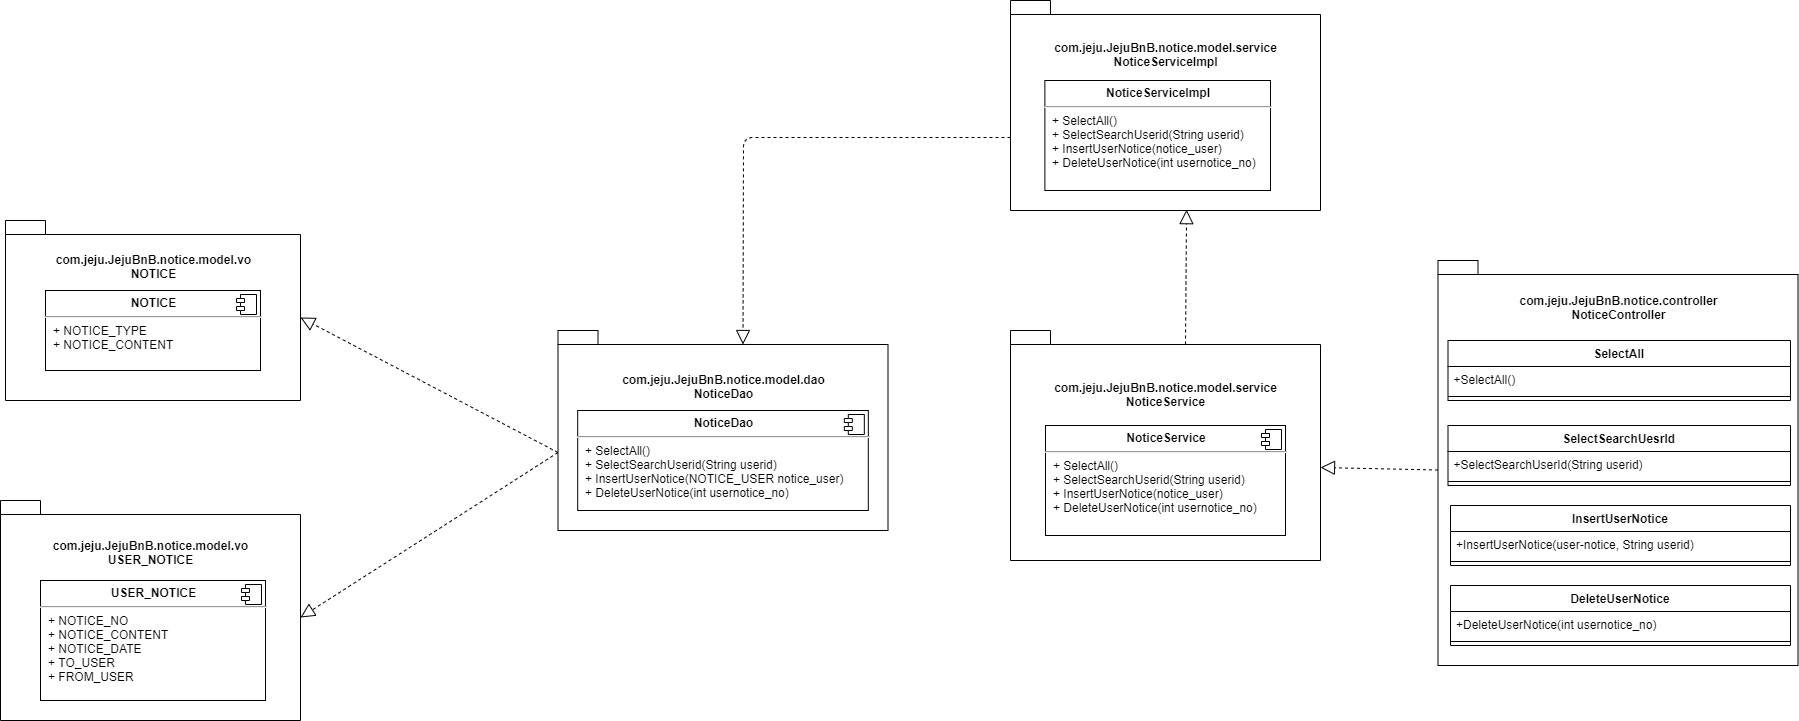 com.jeju.JejuBnB.notice.model.service
NoticeServiceImpl
NoticeServiceImpl
+ SelectAll()
+ SelectSearchUserid(String userid)
+ InsertUserNotice(notice_user)
+ DeleteUserNotice(int usernotice_no)
com.jeju.JejuBnB.notice.model.vo
NOTICE
NOTICE
+ NOTICE_TYPE
+ NOTICE_CONTENT
com.jeju.JejuBnB.notice.model.dao
NoticeDao
NoticeDao
+ SelectAll()
+ SelectSearchUserid(String userid)
+ InsertUserNotice(NOTICE_USER notice_user)
+ DeleteUserNotice(int usernotice_no)
com.jeju.JejuBnB.notice.model.service
NoticeService
NoticeService
+ SelectAll()
+ SelectSearchUserid(String userid)
+ InsertUserNotice(notice_user)
+ DeleteUserNotice(int usernotice_no)
com.jeju.JejuBnB.notice.controller
NoticeController
SelectAll
+SelectAll()
SelectSearchUesrId
+SelectSearchUserId(String userid)
InsertUserNotice
+InsertUserNotice(user-notice, String userid)
DeleteUserNotice
+DeleteUserNotice(int usernotice_no)
com.jeju.JejuBnB.notice.model.vo
USER_NOTICE
USER_NOTICE
+ NOTICE_NO
+ NOTICE_CONTENT
+ NOTICE_DATE
+ TO_USER
+ FROM_USER